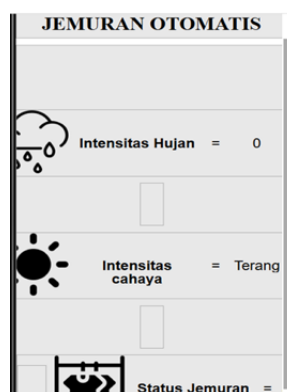 JEMURAN OTOMATIS
Intensitas Hujan = 0
Intensitas = Terang
cahaya
Status Jemuran =